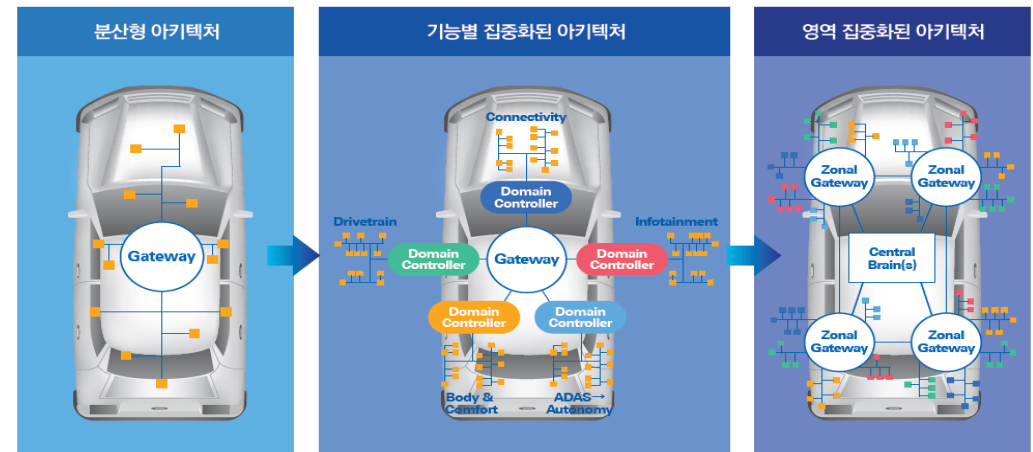 분산형 아키텍처
Gateway
기능별 집중화된 아키텍처
Connectivity
Domain
Controller
Drivetrain
Infotainment
Domain
Controller
Gateway
Domain
Controller
Domain
Controller
Domain
Controller
Body &
Comfort
ADAS→
Autonomy
영역 집중화된 아키텍처
Zonal
Gateway
Zonal
Gateway
Central
Brain(s)
Zonal
Gateway
Zonal
Gateway